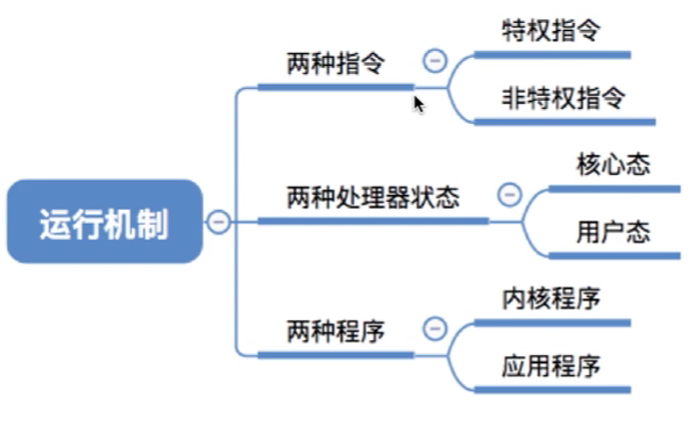 运行机制
两种指令
特权指令
非特权指令
两种处理器状态
核心态
用户态
两种程序
内核程序
应用程序